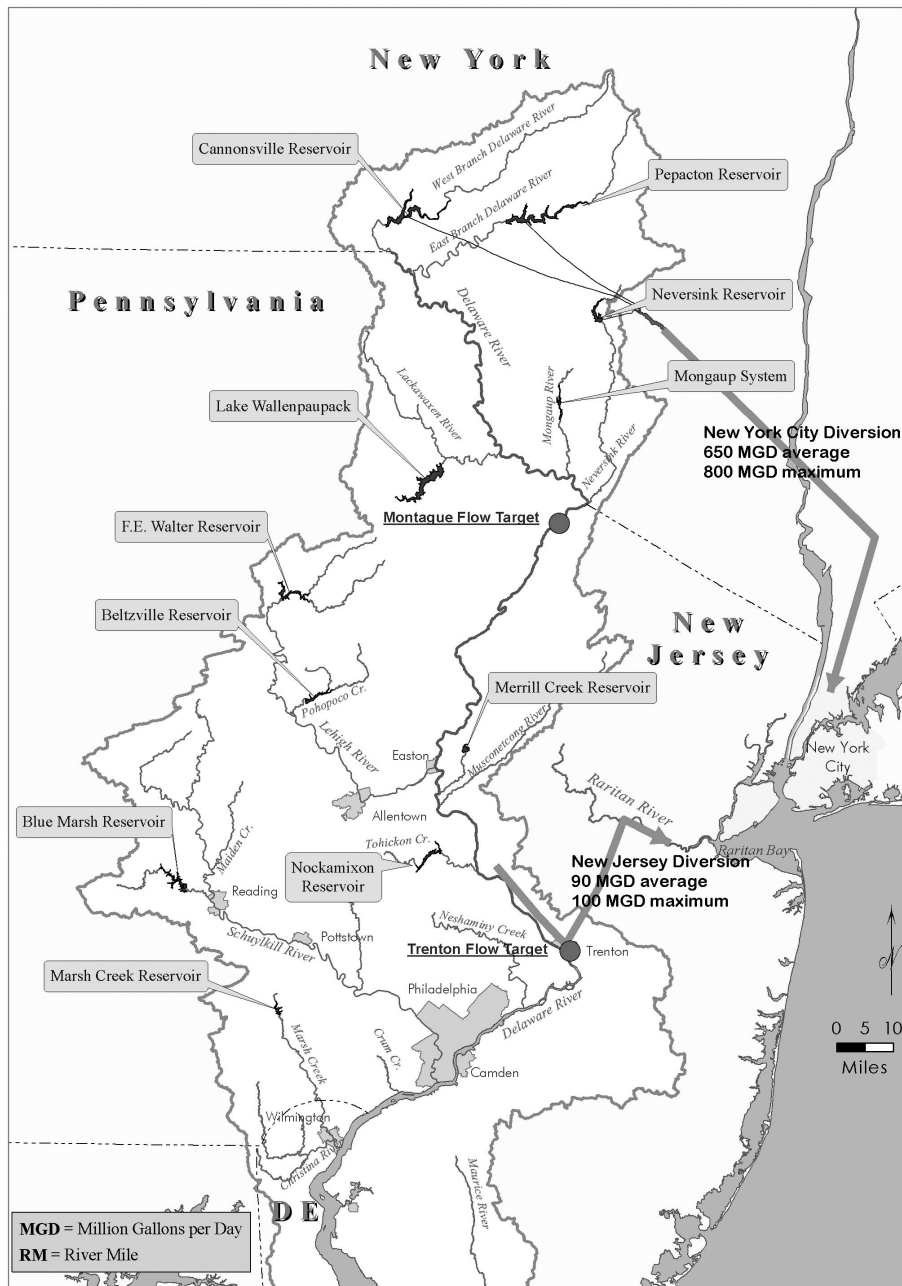 New York
Cannonsville Reservoir
West Branch Delaware River
Pepacton Reservoir
East Branch Delaware River
Pennsylvania
Delaware River
Neversink Reservoir
Lackawaxen River
Mongaup River
Mongaup System
Lake Wallenpaupack
New York City Diversion
650 MGD average
800 MGD maximum
Neversink River
Montague Flow Target
F.E. Walter Reservoir
Beltzville Reservoir
New
Jersey
Pohopoco Cr.
Merrill Creek Reservoir
Lehigh River
Musconetcong River
Easton
New York
City
Allentown
Raritan River
Blue Marsh Reservoir
Maiden Cr.
Tohickon Cr.
Raritan Bay
Nockamixon
Reservoir
New Jersey Diversion
90 MGD average
100 MGD maximum
Reading
Neshaminy Creek
Pottstown
Schuylkill River
Trenton Flow Target
Trenton
N
Marsh Creek Reservoir
Philadelphia
Delaware River
0 5 10
Miles
Marsh Creek
Crum Cr.
Camden
Wilmington
Christina River
Maurice River
DE
MGD = Million Gallons per Day
RM = River Mile